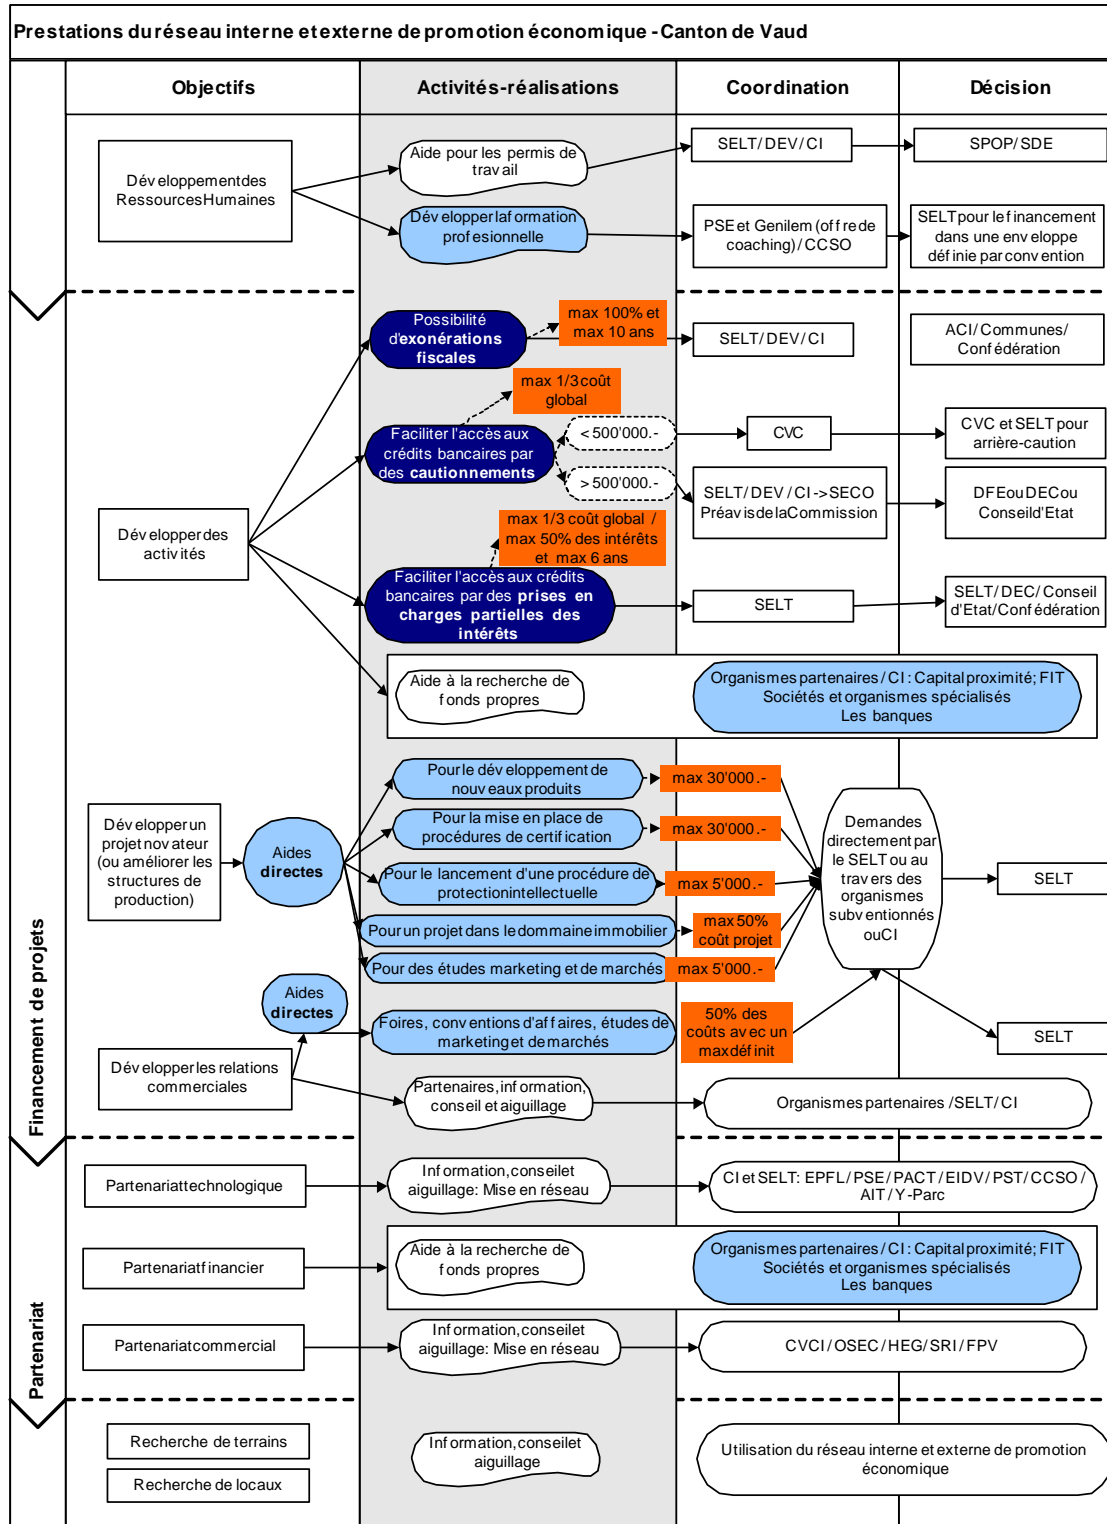 Prestations du réseau interne et externe de promotion économique - Canton de Vaud
Objectifs
Activités-réalisations
Coordination
Décision
Développement des
Ressources Humaines
Aide pour les permis de
travail
SELT/DEV/CI
SPOP/SDE
Développer la formation
profesionnelle
PSE et Genilem (offre de
coaching)/CCSO
SELT pour le financement
dans une enveloppe
définie par convention
Financement de projets
Développer des
activités
Possibilité
d'exonérations
fiscales
max 100% et
max 10 ans
SELT/DEV/CI
ACI/Communes/
Confédération
max 1/3 coût
global
Faciliter l'accès aux
crédits bancaires par
des cautionnements
<500'000.-
CVC
CVC et SELT pour
arrière-caution
>500'000.-
SELT/DEV/CI->SECO
Préavis de la Commission
DFE ou DEC ou
Conseil d'Etat
max 1/3 coût global /
max 50% des intérêts
et max 6 ans
Faciliter l'accès aux crédits
bancaires par des prises en
charges partielles des
intérêts
SELT
SELT/DEC/Conseil
d'Etat/Confédération
Aide à la recherche de
fonds propres
Organismes partenaires/CI: Capital proximité; FIT
Sociétés et organismes spécialisés
Les banques
Développer un
projet novateur
(ou améliorer les
structures de
production)
Aides
directes
Pour le développement de
nouveaux produits
max 30'000.-
Pour la mise en place de
procédures de certification
max 30'000.-
Pour le lancement d'une procédure de
protection intellectuelle
max 5'000.-
Pour un projet dans le dommaine immobilier
max 50%
coût projet
Pour des études marketing et de marchés
max 5'000.-
Demandes
directement par
le SELT ou au
travers des
organismes
subventionnés
ou CI
SELT
Aides
directes
Foires, conventions d'affaires, études de
marketing et de marchés
50% des
coûts avec un
max définit
SELT
Développer les relations
commerciales
Partenaires, information,
conseil et aiguillage
Organismes partenaires /SELT/CI
Partenariat
Partenariat technologique
Information, conseil et
aiguillage: Mise en réseau
CI et SELT: EPFL/PSE/PACT/EIDV/PST/CCSO/
AIT/Y-Parc
Partenariat financier
Aide à la recherche de
fonds propres
Organismes partenaires/CI: Capital proximité; FIT
Sociétés et organismes spécialisés
Les banques
Partenariat commercial
Information, conseil et
aiguillage: Mise en réseau
CVCI/OSEC/HEG/SRI/FPV
Recherche de terrains
Recherche de locaux
Information, conseil et
aiguillage
Utilisation du réseau interne et externe de promotion
économique